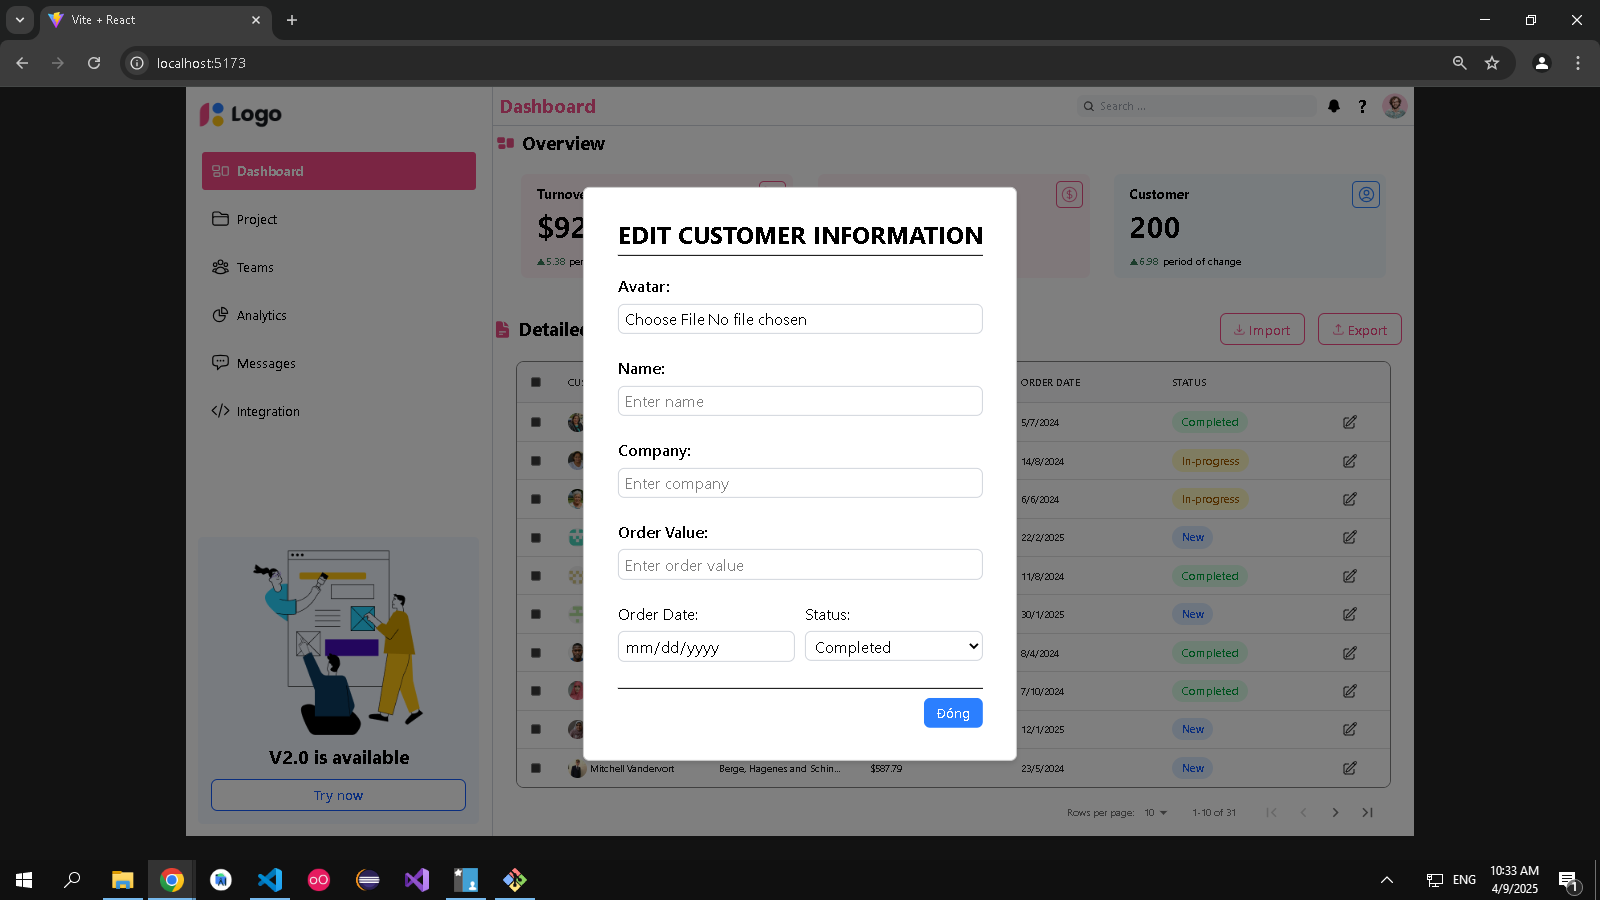 Vite + React
localhost:5173
Logo
Dashboard
Search ...
?
Dashboard
Project
Teams
Analytics
Messages
Integration
V2.0 is available
Try now
Overview
$
Customer
200
5.38
6.98 period of change
Import
Export
ORDER DATE
STATUS
5/7/2024
Completed
14/8/2024
In-progress
6/6/2024
In-progress
22/2/2025
New
11/8/2024
Completed
30/1/2025
New
8/4/2024
Completed
7/10/2024
Completed
12/1/2025
New
Mitchell Vandervort
Berge, Hagenes and Schin...
$587.79
23/5/2024
New
Rows per page: 10
1-10 of 31
EDIT CUSTOMER INFORMATION
Avatar:
Choose File No file chosen
Name:
Enter name
Company:
Enter company
Order Value:
Enter order value
Order Date:
Status:
mm/dd/yyyy
Completed
Đóng
ENG
10:33 AM
4/9/2025
1